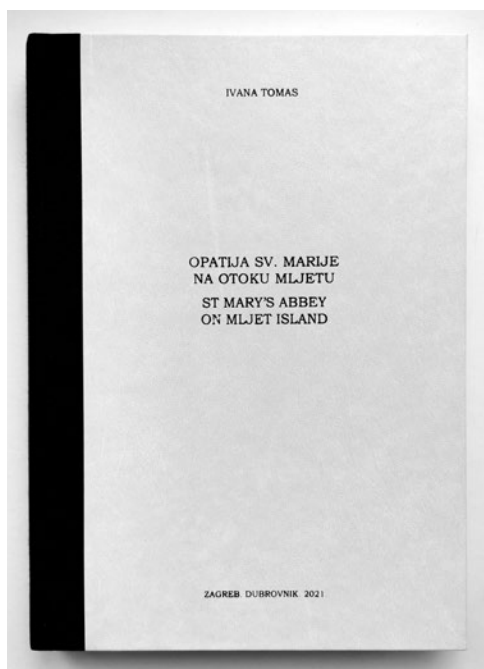 IVANA TOMAS
OPATIJA SV. MARIJE
NA OTOKU MLJETU
ST MARY'S ABBEY
ON MLJET ISLAND
ZAGREB. DUBROVNIK. 2021